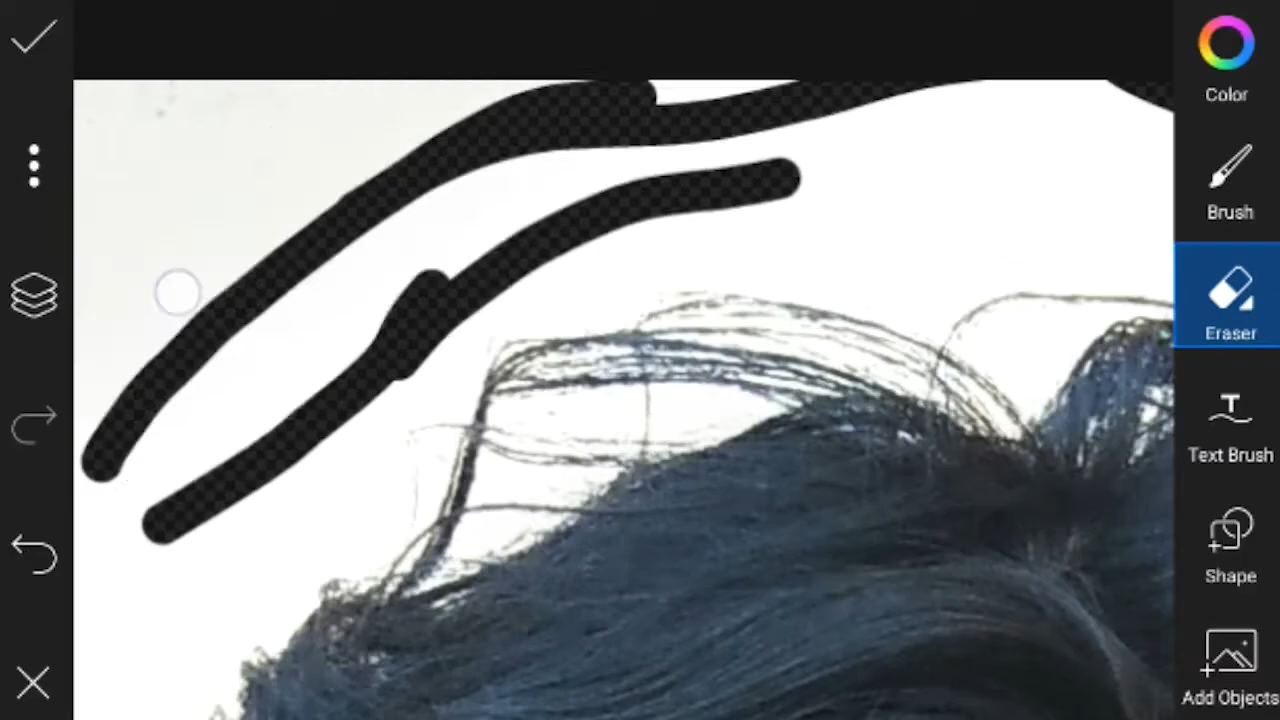 Color
Brush
Eraser
Text Brush
Shape
Add Objects